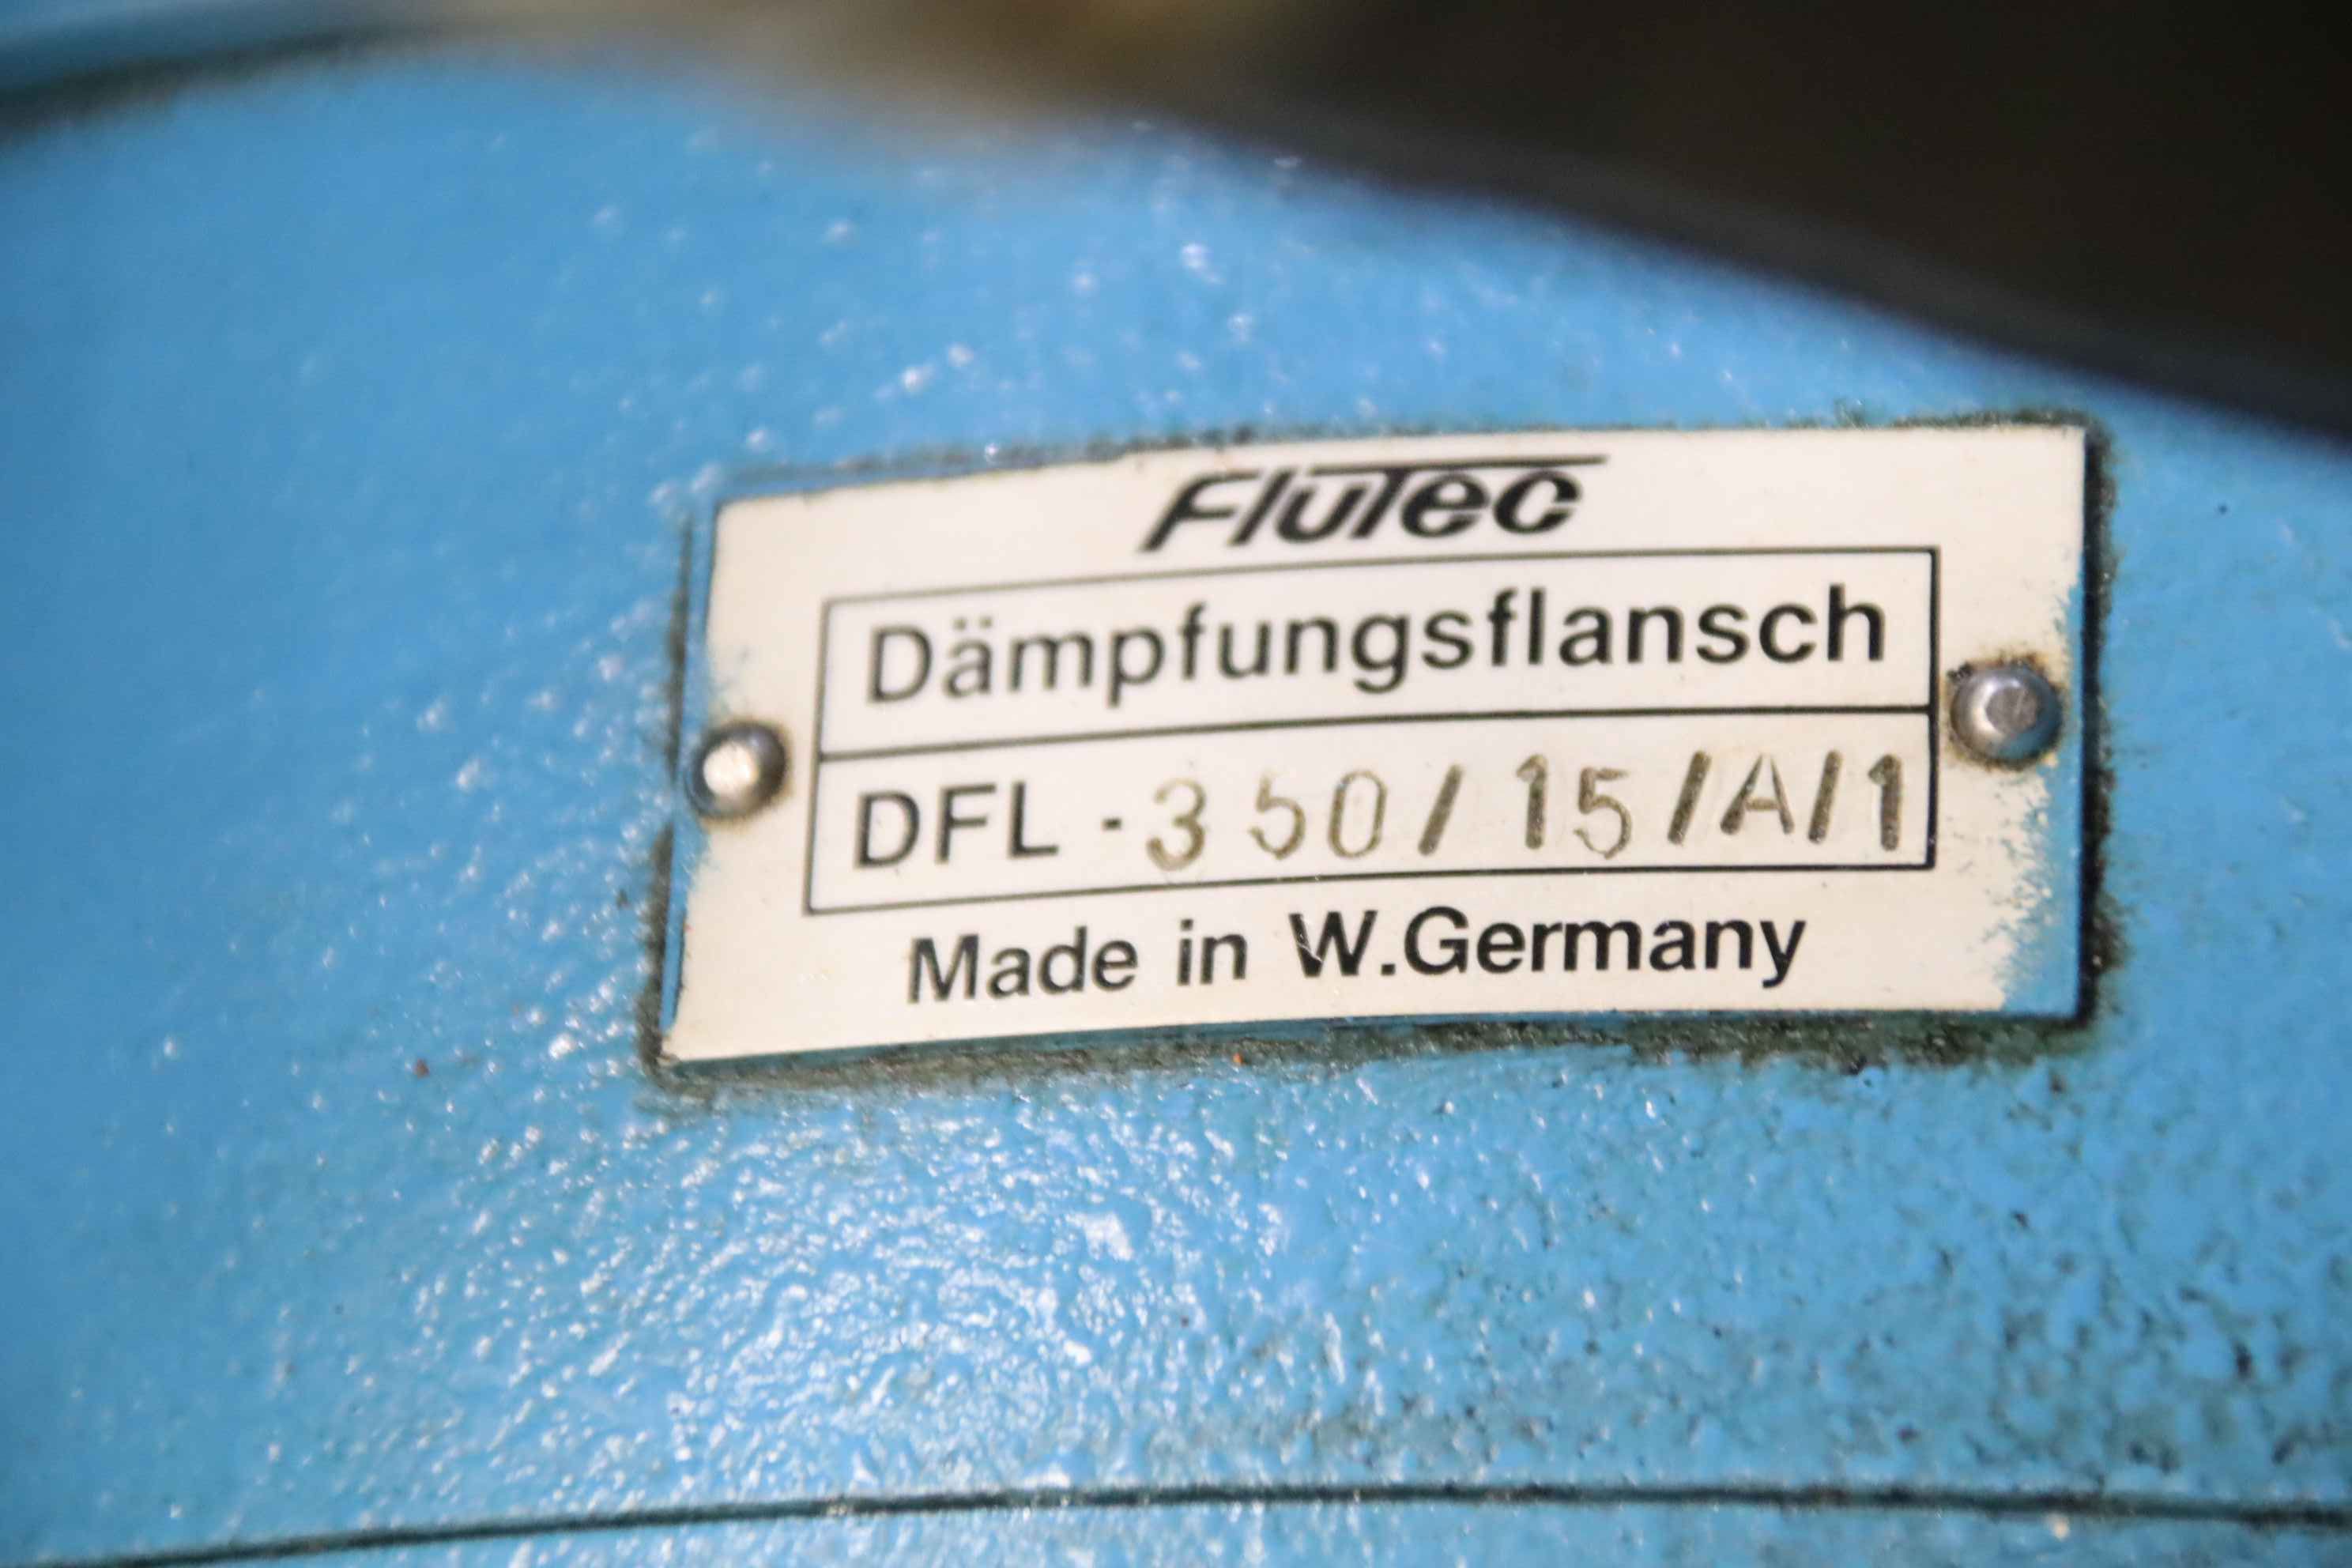 FluTec
Dämpfungsflansch
DFL - 350/15/A/1
Made in W.Germany